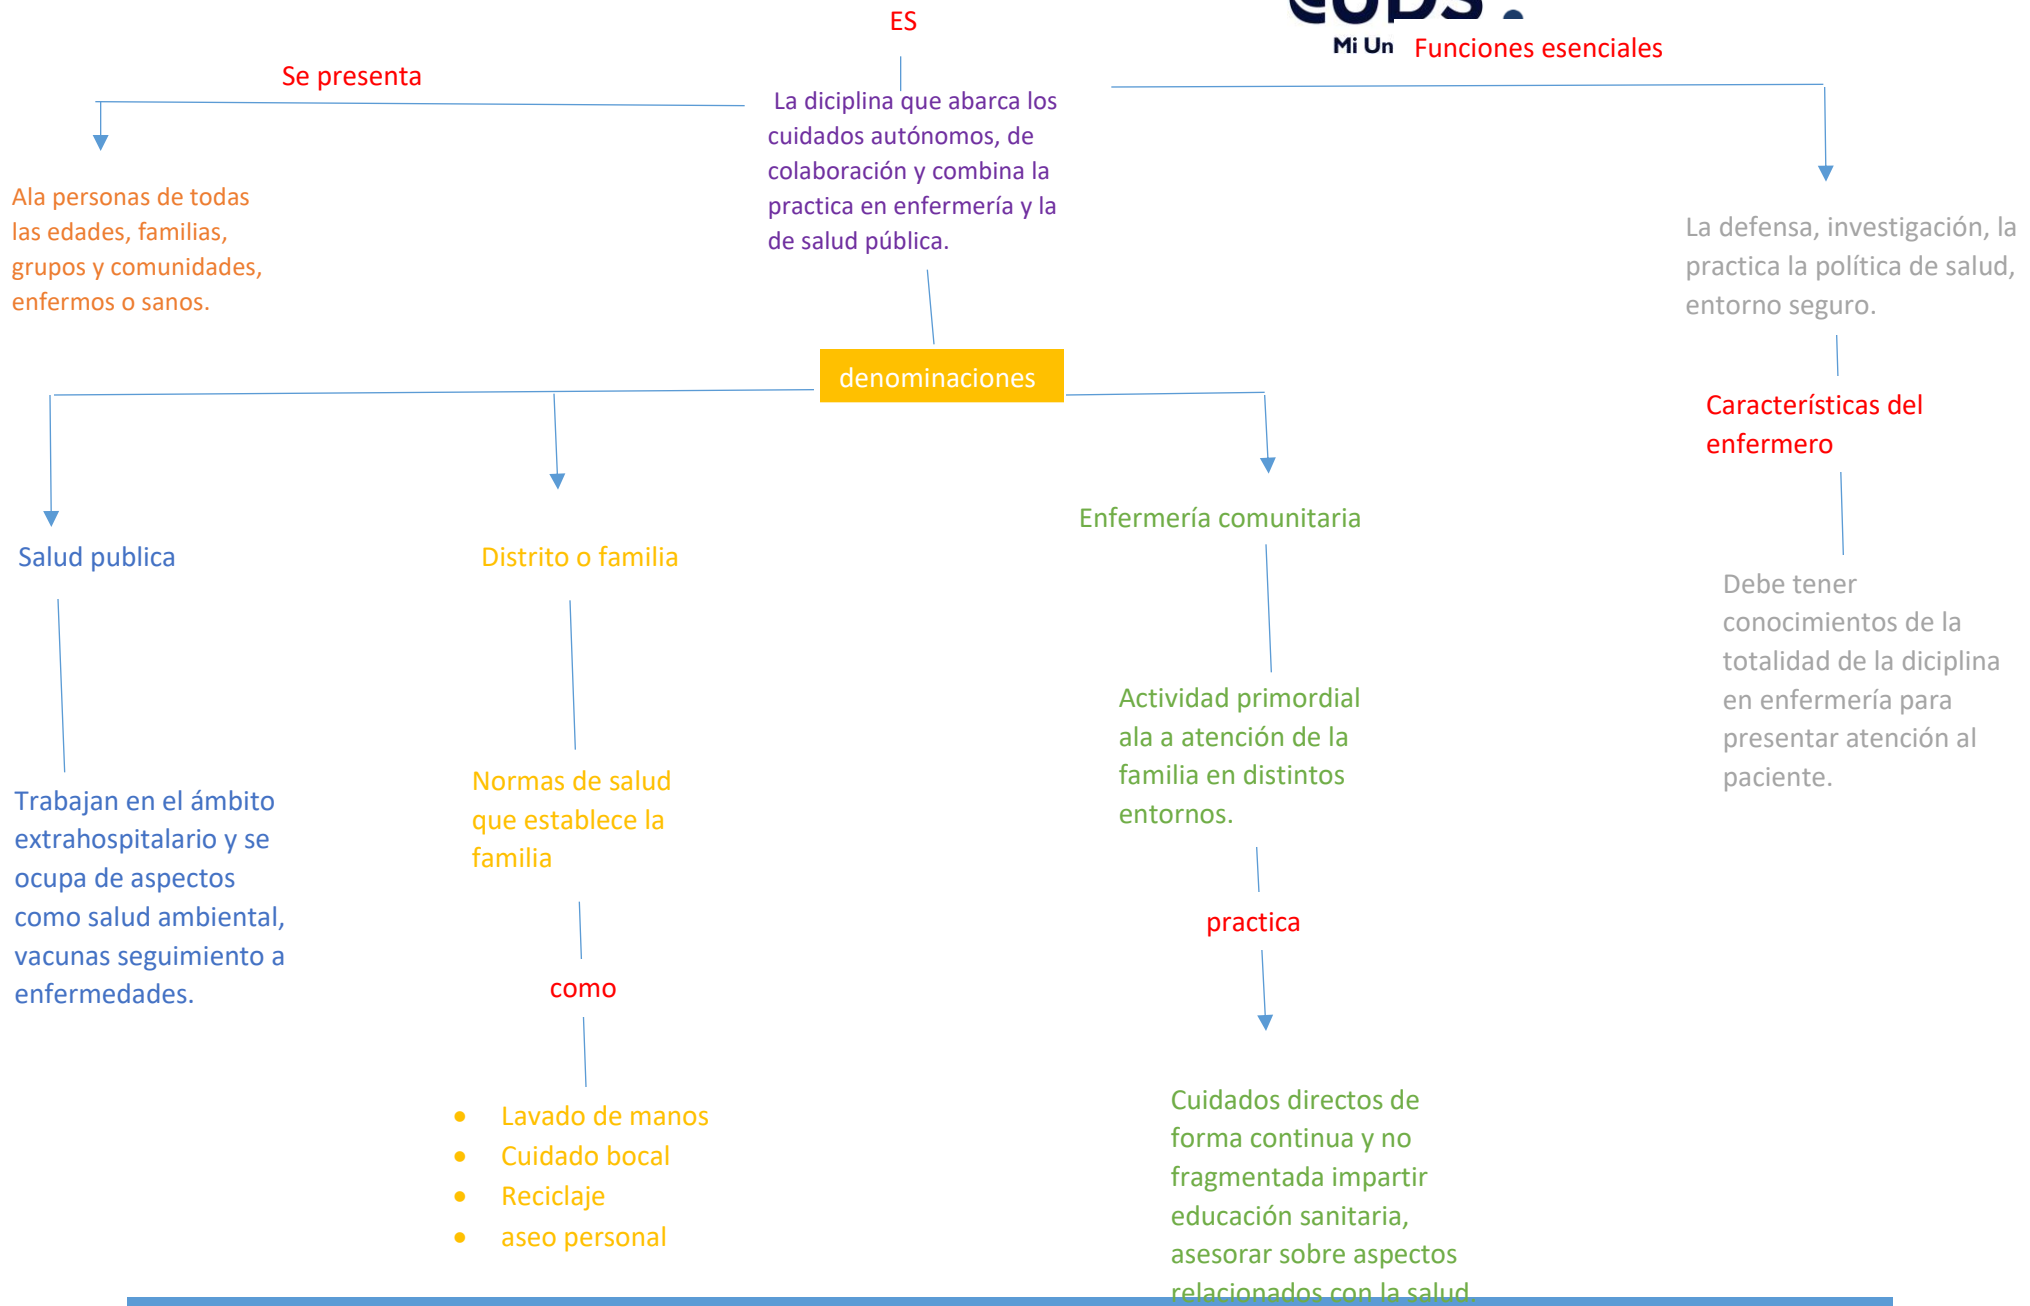 ES
Mi Un
Funciones esenciales
Se presenta
La diciplina que abarca los
cuidados autónomos, de
colaboración y combina la
practica en enfermería y la
de salud pública.
Ala personas de todas
las edades, familias,
grupos y comunidades,
enfermos o sanos.
La defensa, investigación, la
practica la política de salud,
entorno seguro.
denominaciones
Características del
enfermero
Salud publica
Distrito o familia
Enfermería comunitaria
Debe tener
conocimientos de la
totalidad de la diciplina
en enfermería para
presentar atención al
paciente.
Trabajan en el ámbito
extrahospitalario y se
ocupa de aspectos
como salud ambiental,
vacunas seguimiento a
enfermedades.
Normas de salud
que establece la
familia
como
• Lavado de manos
• Cuidado bocal
• Reciclaje
• aseo personal
Actividad primordial
ala a atención de la
familia en distintos
entornos.
practica
Cuidados directos de
forma continua y no
fragmentada impartir
educación sanitaria,
asesorar sobre aspectos
relacionados con la salud.